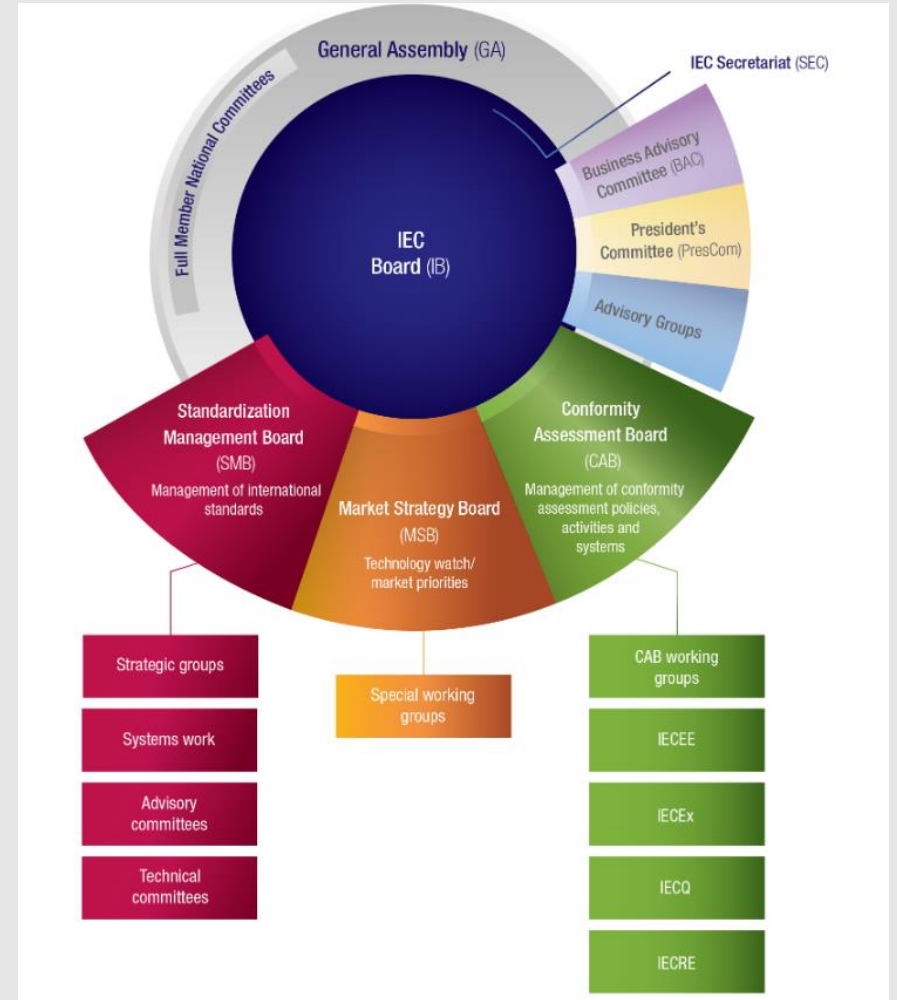 General Assembly (GA)
IEC Secretariat (SEC)
Full Member National Committees
Business Advisory
Committee (BAC)
President's
Committee (PresCom)
Advisory Groups
IEC
Board (IB)
Standardization
Management Board
(SMB)
Management of international
standards
Market Strategy Board
(MSB)
Technology watch/
market priorities
Conformity
Assessment Board
(CAB)
Management of conformity
assessment policies,
activities and
systems
Strategic groups
Systems work
Advisory
committees
Technical
committees
Special working
groups
CAB working
groups
IECEE
IECEx
IECQ
IECRE